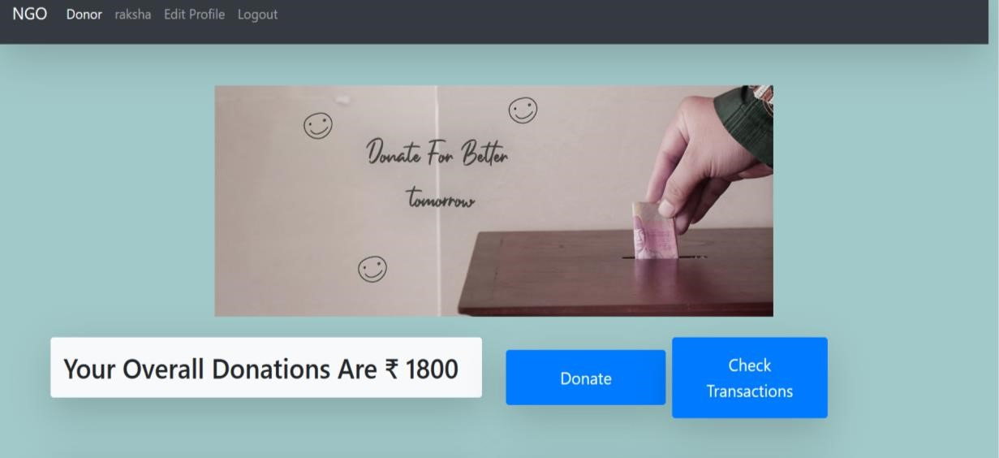 NGO Donor raksha Edit Profile Logout
Donate For Better
tomorrow
Your Overall Donations Are ₹ 1800
Donate
Check
Transactions